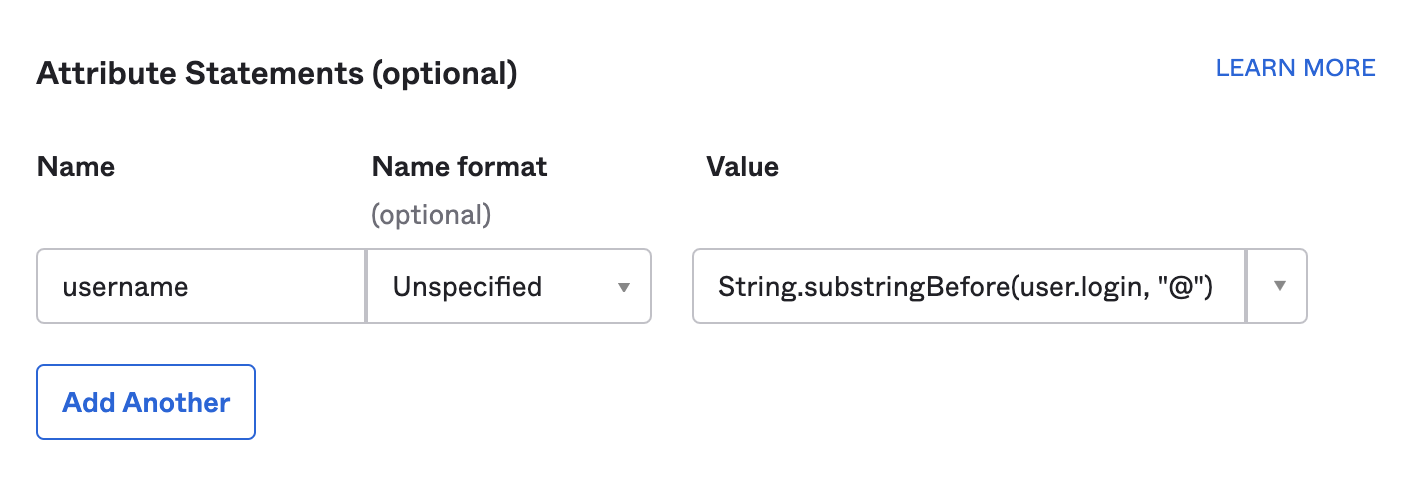 Attribute Statements (optional)
LEARN MORE
Name Name format Value
(optional)
username Unspecified String.substringBefore(user.login, "@")
Add Another